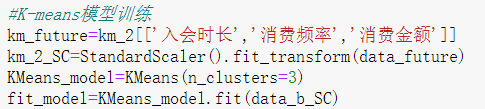 #K-means模型训练
km_future=km_2[['入会时长','消费频率','消费金额']]
km_2_SC=StandardScaler().fit_transform(data_future)
KMeans_model=KMeans(n_clusters=3)
fit_model=KMeans_model.fit(data_b_SC)